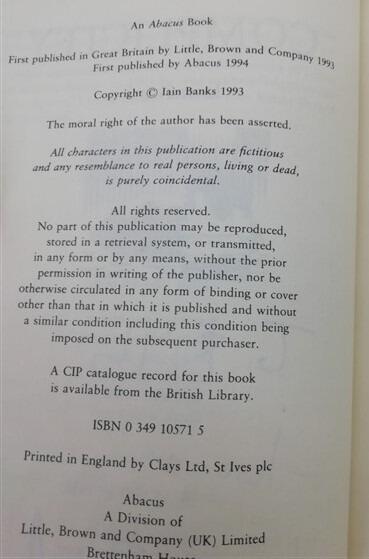 An Abacus Book
First published in Great Britain by Little, Brown and Company 1993
First published by Abacus 1994
Copyright © Iain Banks 1993
The moral right of the author has been asserted.
All characters in this publication are fictitious
and any resemblance to real persons, living or dead,
is purely coincidental.
All rights reserved.
No part of this publication may be reproduced,
stored in a retrieval system, or transmitted,
in any form or by any means, without the prior
permission in writing of the publisher, nor be
otherwise circulated in any form of binding or cover
other than that in which it is published and without
a similar condition including this condition being
imposed on the subsequent purchaser.
A CIP catalogue record for this book
is available from the British Library.
ISBN 0 349 10571 5
Printed in England by Clays Ltd, St Ives plc
Abacus
A Division of
Little, Brown and Company (UK) Limited
Brettenham House